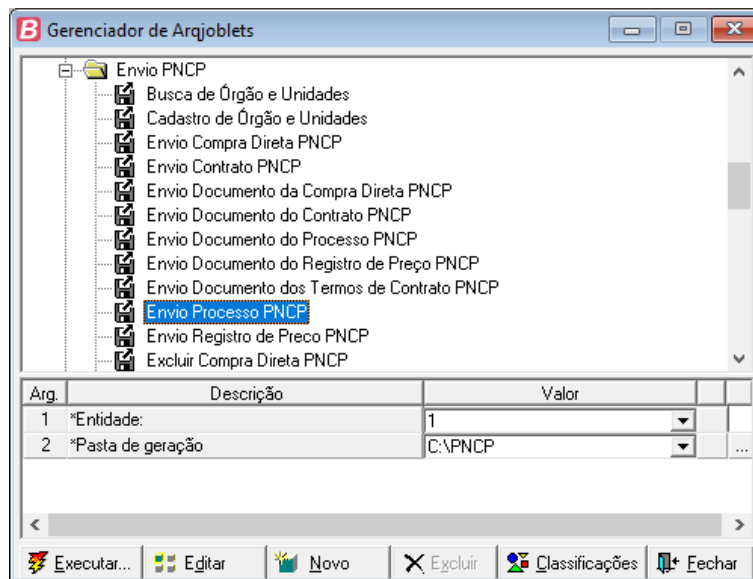 B Gerenciador de Arqjoblets
Envio PNCP
Busca de Órgão e Unidades
Cadastro de Órgão e Unidades
Envio Compra Direta PNCP
Envio Contrato PNCP
Envio Documento da Compra Direta PNCP
Envio Documento do Contrato PNCP
Envio Documento do Processo PNCP
Envio Documento do Registro de Preço PNCP
Envio Documento dos Termos de Contrato PNCP
Envio Processo PNCP
Envio Registro de Preco PNCP
Excluir Compra Direta PNCP
Arg. Descrição Valor
1 *Entidade: 1
2 *Pasta de geração C:\PNCP ...
Executar... Editar Novo Excluir Classificações Fechar